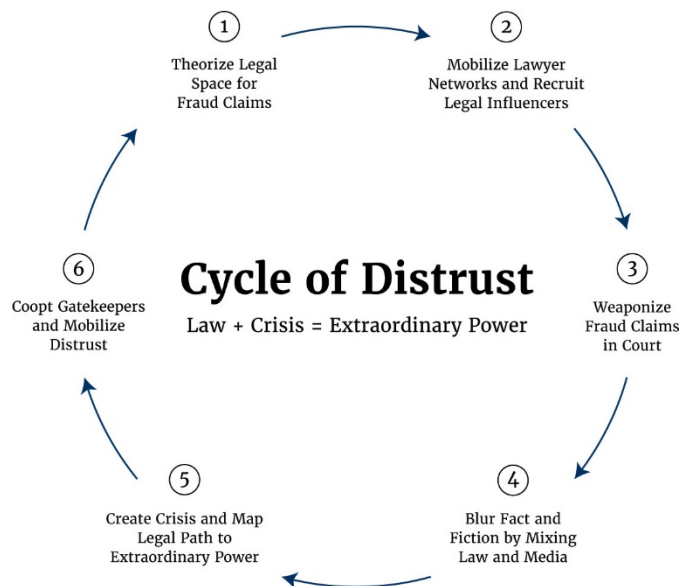 1
Theorize Legal
Space for
Fraud Claims
2
Mobilize Lawyer
Networks and Recruit
Legal Influencers
3
Weaponize
Fraud Claims
in Court
4
Blur Fact and
Fiction by Mixing
Law and Media
5
Create Crisis and Map
Legal Path to
Extraordinary Power
6
Coopt Gatekeepers
and Mobilize
Distrust
Cycle of Distrust
Law + Crisis = Extraordinary Power